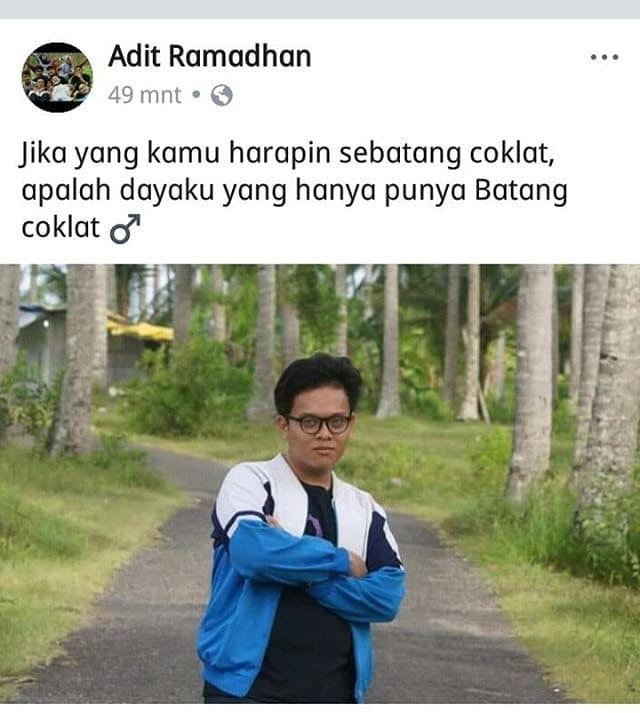 Adit Ramadhan
49 mnt
Jika yang kamu harapin sebatang coklat,
apalah dayaku yang hanya punya Batang
coklat ♂